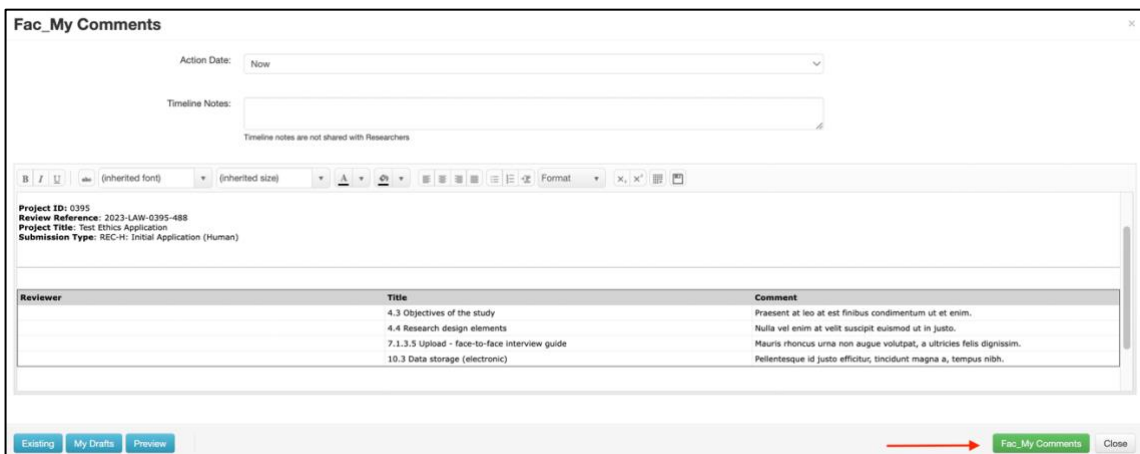 Fac_My Comments
×
Action Date:
Now
Timeline Notes:
Timeline notes are not shared with Researchers
B I U abc (inherited font) (inherited size) A Format X, X²
Project ID: 0395
Review Reference: 2023-LAW-0395-488
Project Title: Test Ethics Application
Submission Type: REC-H: Initial Application (Human)
Reviewer Title Comment
4.3 Objectives of the study Praesent at leo at est finibus condimentum ut et enim.
4.4 Research design elements Nulla vel enim at velit suscipit euismod ut in justo.
7.1.3.5 Upload - face-to-face interview guide Mauris rhoncus urna non augue volutpat, a ultricies felis dignissim.
10.3 Data storage (electronic) Pellentesque id justo efficitur, tincidunt magna a, tempus nibh.
Existing My Drafts Preview Fac_My Comments Close